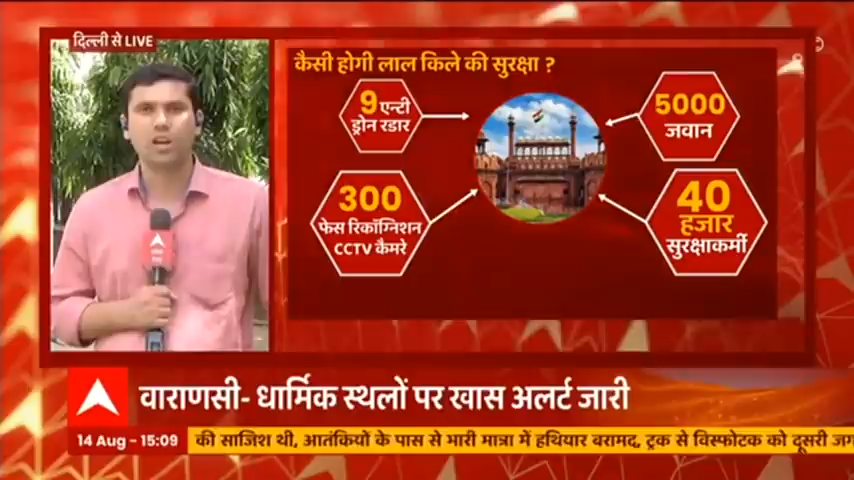 दिल्ली से LIVE
कैसी होगी लाल किले की सुरक्षा ?
9 एन्टी
ड्रोन रडार
5000
जवान
300
फेस रिकॉग्निशन
CCTV कैमरे
40
हजार
सुरक्षाकर्मी
वाराणसी- धार्मिक स्थलों पर खास अलर्ट जारी
14 Aug - 15:09
की साजिश थी, आतंकियों के पास से भारी मात्रा में हथियार बरामद, ट्रक से विस्फोटक को दूसरी जग